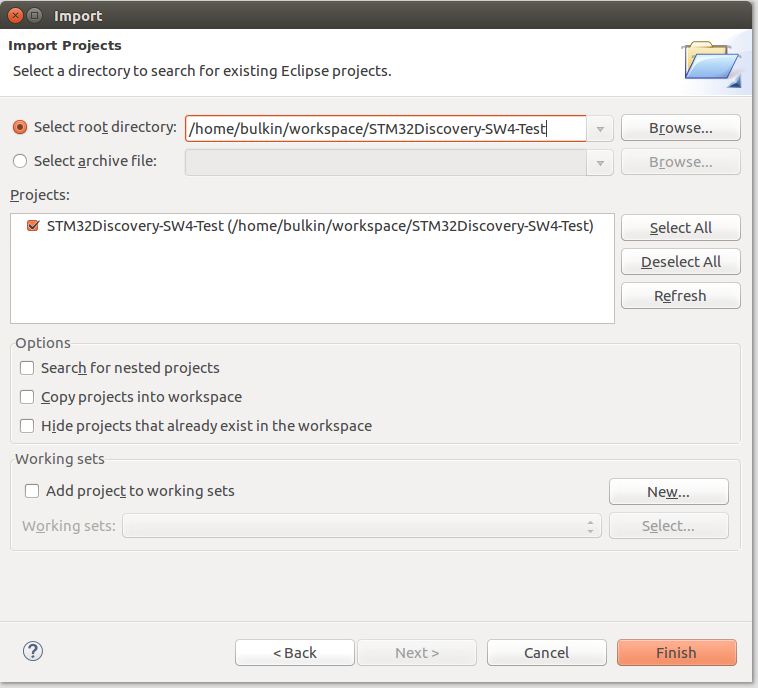 Import
Import Projects
Select a directory to search for existing Eclipse projects.
Select root directory: /home/bulkin/workspace/STM32Discovery-SW4-Test Browse...
Select archive file: Browse...
Projects:
STM32Discovery-SW4-Test (/home/bulkin/workspace/STM32Discovery-SW4-Test)
Select All
Deselect All
Refresh
Options
Search for nested projects
Copy projects into workspace
Hide projects that already exist in the workspace
Working sets
Add project to working sets New...
Working sets: Select...
? < Back Next > Cancel Finish